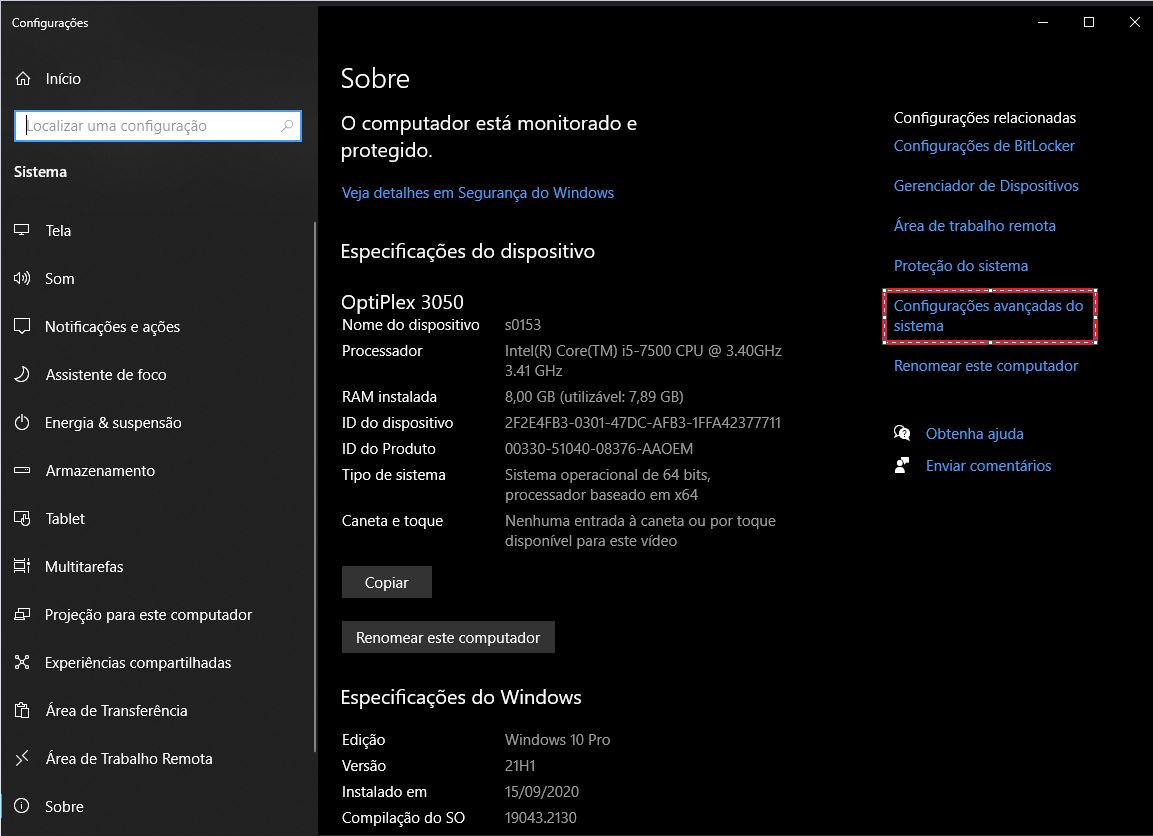 Configurações
Início
Localizar uma configuração
Sistema
Tela
Som
Notificações e ações
Assistente de foco
Energia & suspensão
Armazenamento
Tablet
Multitarefas
Projeção para este computador
Experiências compartilhadas
Área de Transferência
Área de Trabalho Remota
Sobre
Sobre
O computador está monitorado e
protegido.
Veja detalhes em Segurança do Windows
Especificações do dispositivo
OptiPlex 3050
Nome do dispositivo s0153
Processador Intel(R) Core(TM) i5-7500 CPU @ 3.40GHz
3.41 GHz
RAM instalada 8,00 GB (utilizável: 7,89 GB)
ID do dispositivo 2F2E4FB3-0301-47DC-AFB3-1FFA42377711
ID do Produto 00330-51040-08376-AAOEM
Tipo de sistema Sistema operacional de 64 bits,
processador baseado em x64
Caneta e toque Nenhuma entrada à caneta ou por toque
disponível para este vídeo
Copiar
Renomear este computador
Especificações do Windows
Edição Windows 10 Pro
Versão 21H1
Instalado em 15/09/2020
Compilação do SO 19043.2130
Configurações relacionadas
Configurações de BitLocker
Gerenciador de Dispositivos
Área de trabalho remota
Proteção do sistema
Configurações avançadas do
sistema
Renomear este computador
Obtenha ajuda
Enviar comentários